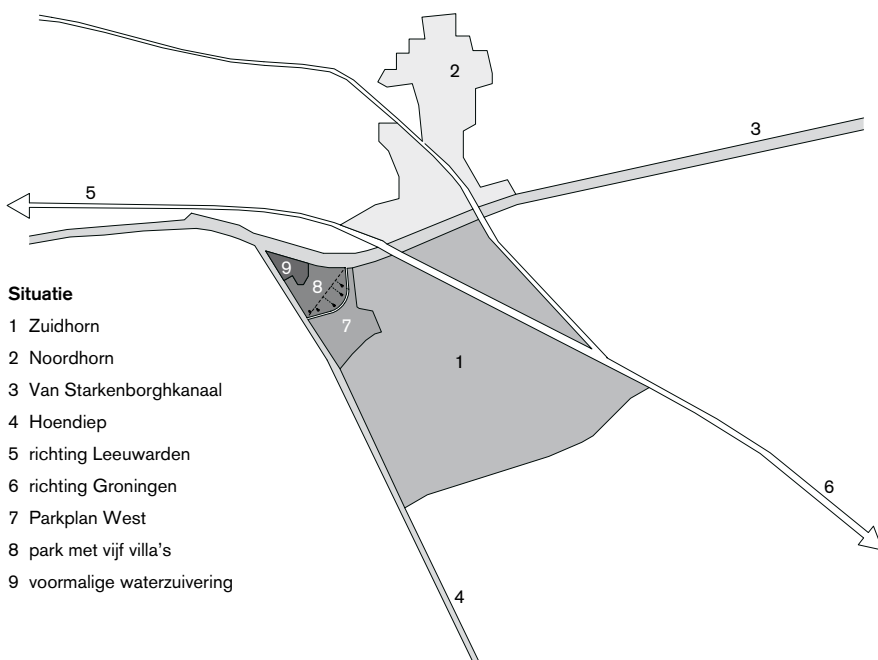 2
3
5
9
8
7
1
6
4
Situatie
1 Zuidhorn
2 Noordhorn
3 Van Starkenborghkanaal
4 Hoendiep
5 richting Leeuwarden
6 richting Groningen
7 Parkplan West
8 park met vijf villa's
9 voormalige waterzuivering